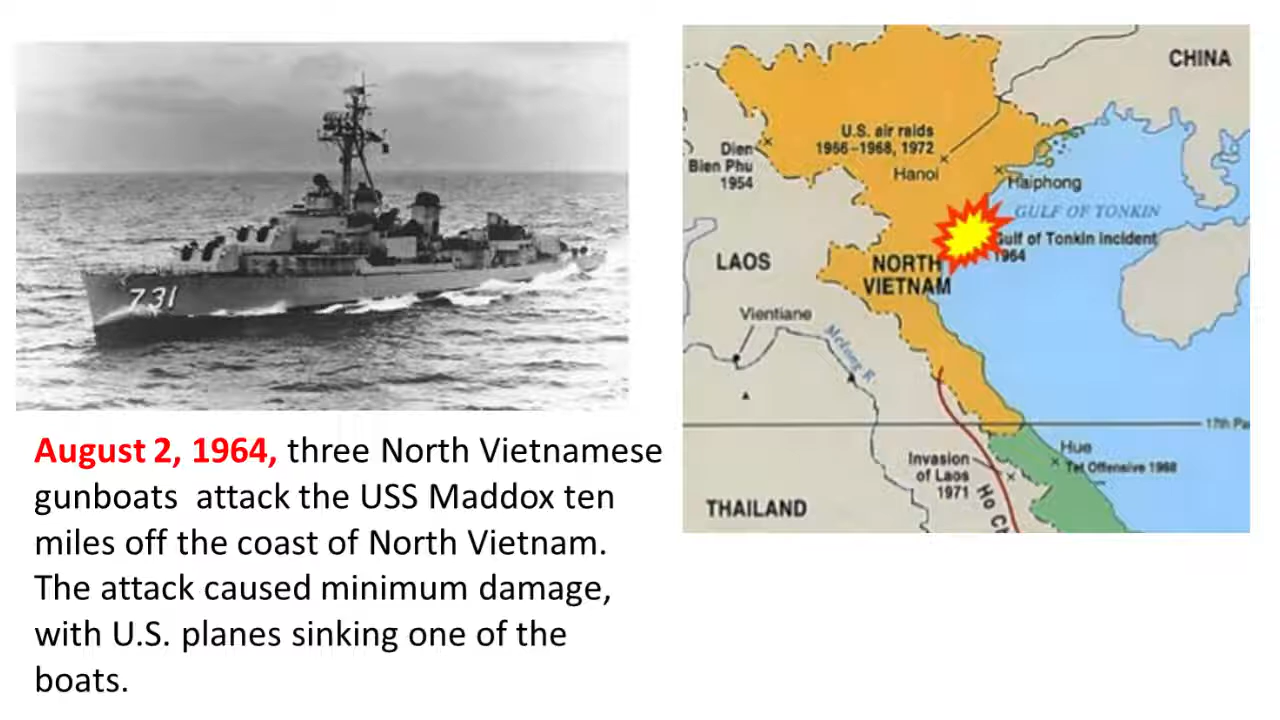 731
August 2, 1964, three North Vietnamese
gunboats attack the USS Maddox ten
miles off the coast of North Vietnam.
The attack caused minimum damage,
with U.S. planes sinking one of the
boats.
CHINA
U.S. air raids
1966–1968, 1972
Dien
Bien Phu
1954
Hanoi
Haiphong
GULF OF TONKIN
Gulf of Tonkin Incident
1964
LAOS
NORTH
VIETNAM
Vientiane
Mekong R.
17th Pa
Hue
Tet Offensive 1968
Invasion
of Laos
1971
Ho Ch
THAILAND